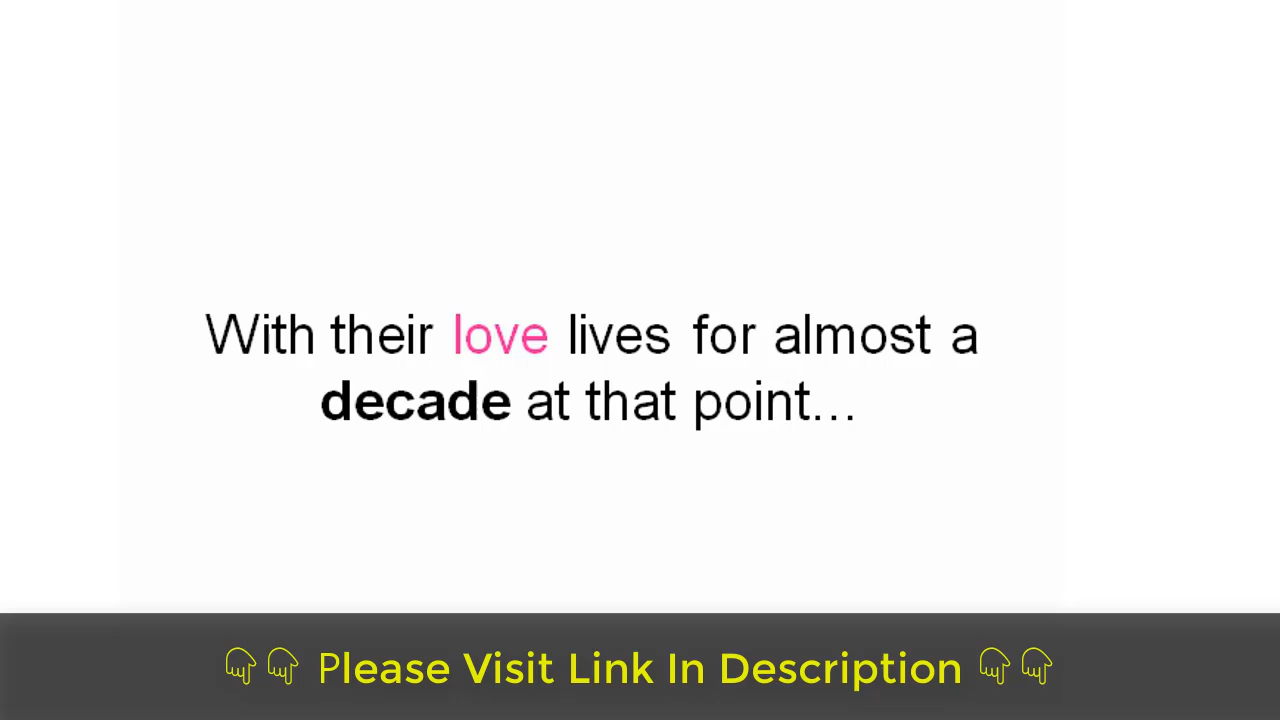 With their love lives for almost a
decade at that point...
👇👇 Please Visit Link In Description 👇👇